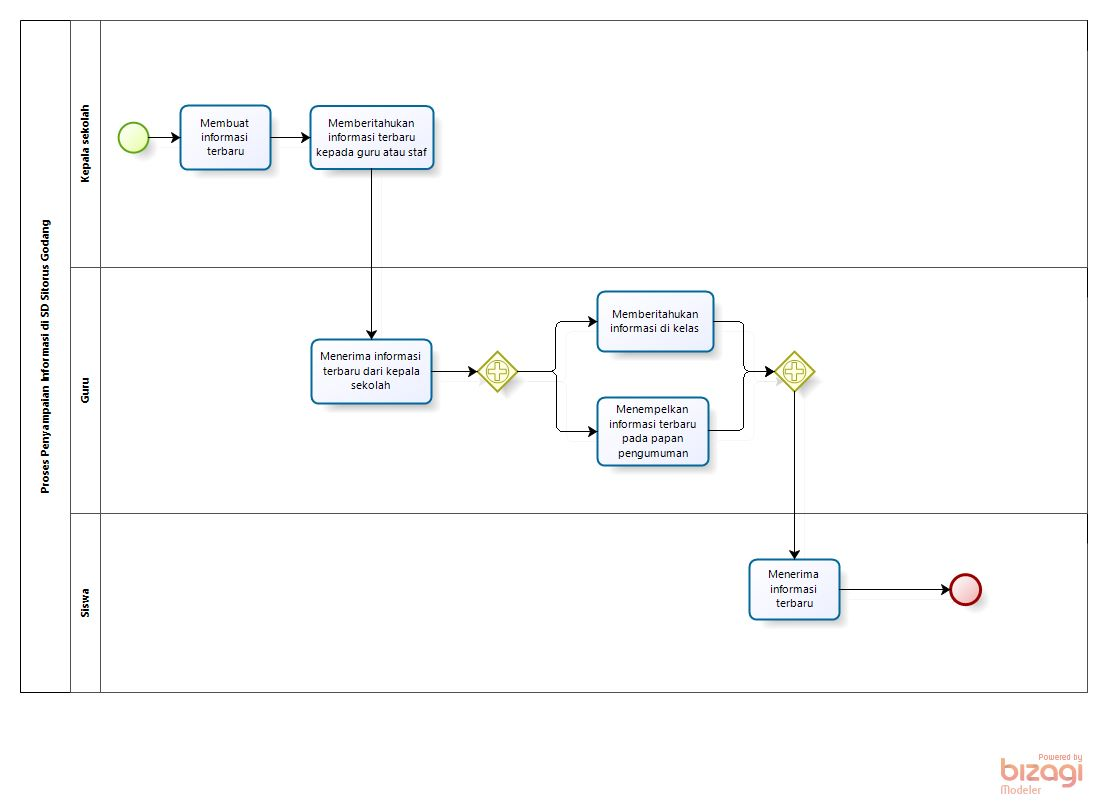 Proses Penyampaian Informasi di SD Sitorus Godang
Kepala sekolah
Membuat
informasi
terbaru
Memberitahukan
informasi terbaru
kepada guru atau staf
Guru
Menerima informasi
terbaru dari kepala
sekolah
Memberitahukan
informasi di kelas
Menempelkan
informasi terbaru
pada papan
pengumuman
Siswa
Menerima
informasi
terbaru
Powered by
bizagi
Modeler